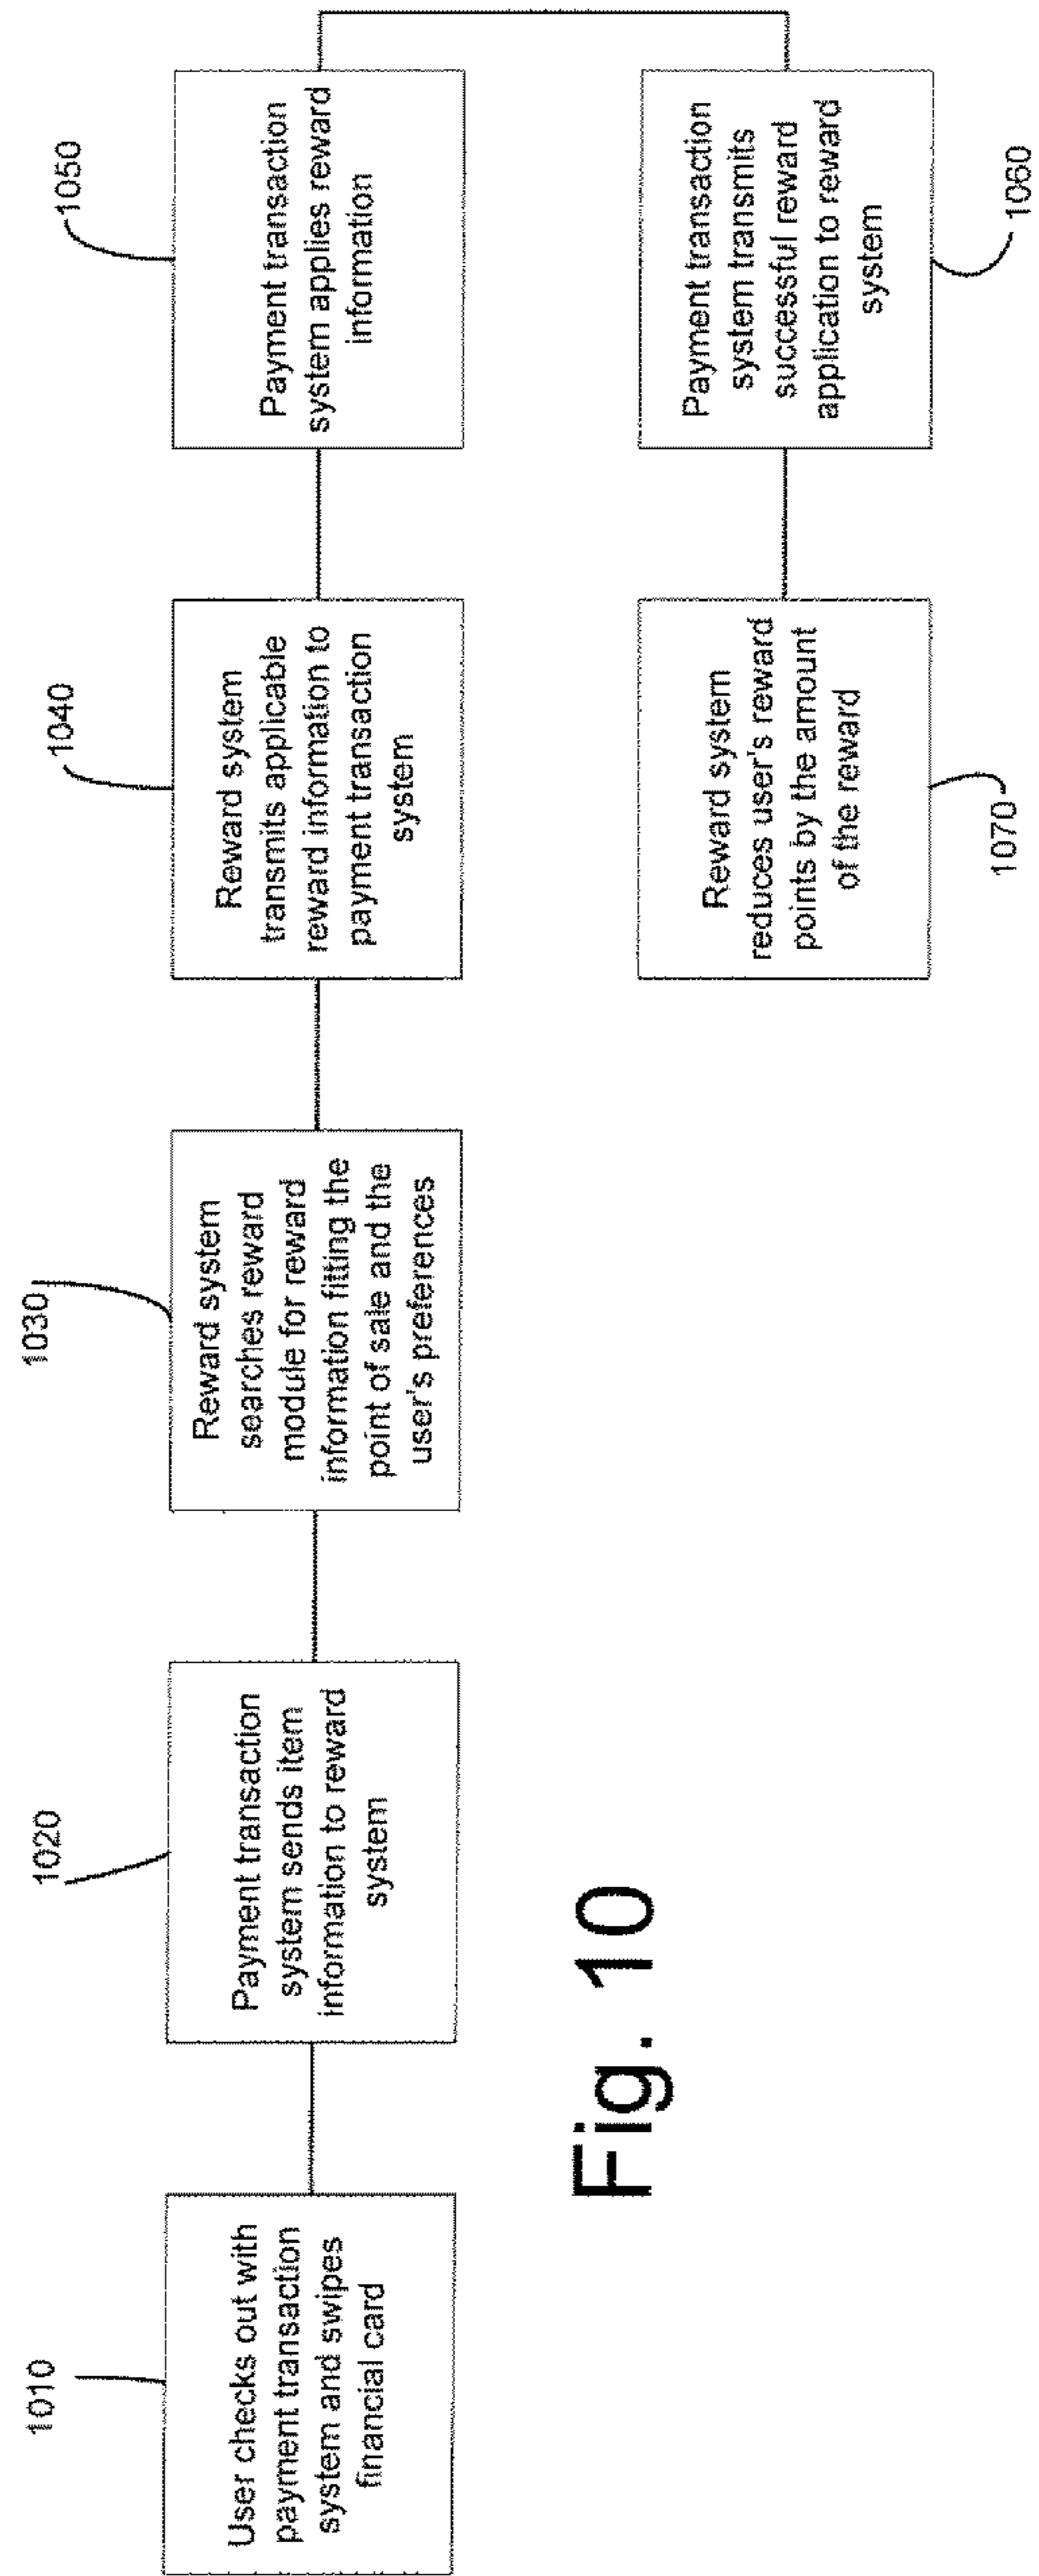 1010
User checks out with
payment transaction
system and swipes
financial card
1020
Payment transaction
system sends item
information to reward
system
1030
Reward system
searches reward
module for reward
information fitting the
point of sale and the
user's preferences
1040
Reward system
transmits applicable
reward information to
payment transaction
system
1050
Payment transaction
system applies reward
information
1060
Payment transaction
system transmits
successful reward
application to reward
system
1070
Reward system
reduces user's reward
points by the amount
of the reward
Fig. 10